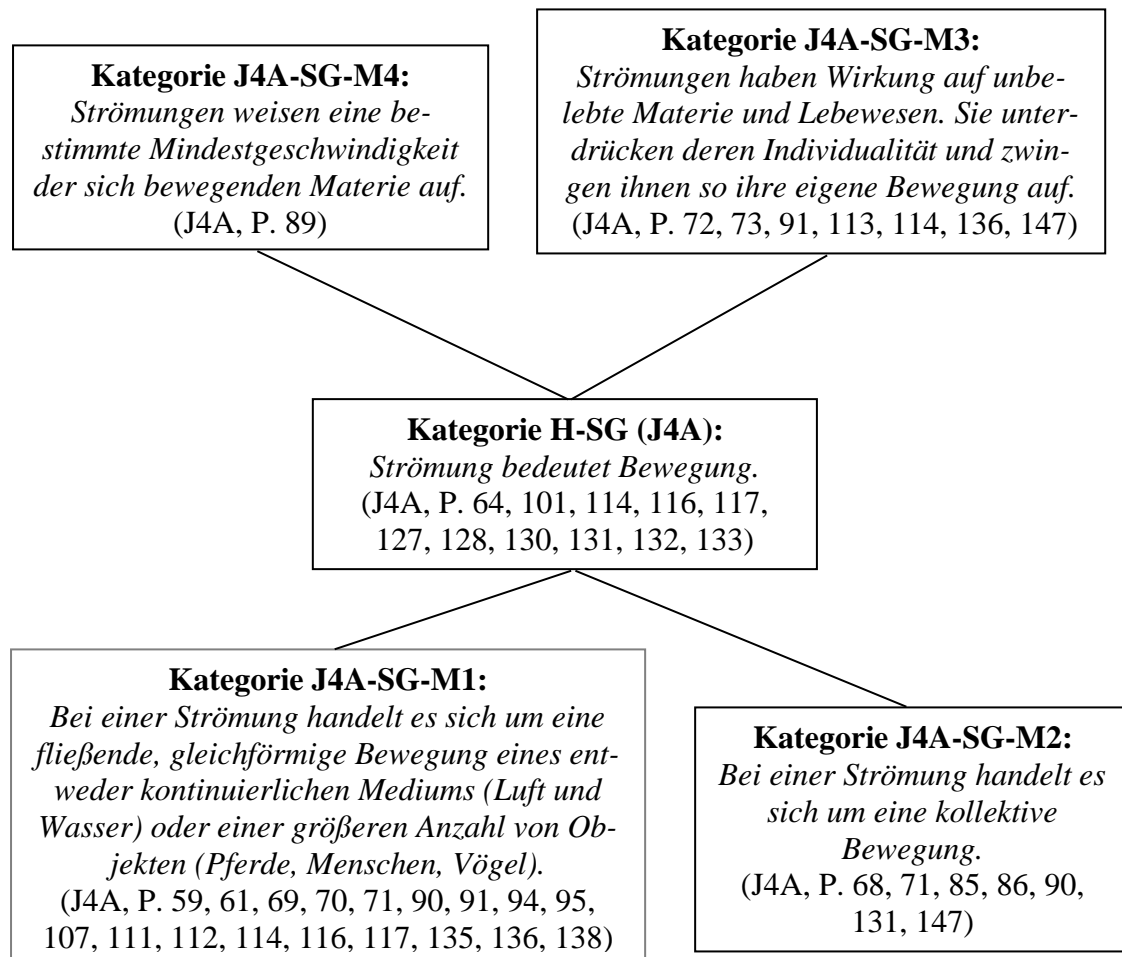 Kategorie J4A-SG-M4:
Strömungen weisen eine be-
stimmte Mindestgeschwindigkeit
der sich bewegenden Materie auf.
(J4A, P. 89)
Kategorie J4A-SG-M3:
Strömungen haben Wirkung auf unbe-
lebte Materie und Lebewesen. Sie unter-
drücken deren Individualität und zwin-
gen ihnen so ihre eigene Bewegung auf.
(J4A, P. 72, 73, 91, 113, 114, 136, 147)
Kategorie H-SG (J4A):
Strömung bedeutet Bewegung.
(J4A, P. 64, 101, 114, 116, 117,
127, 128, 130, 131, 132, 133)
Kategorie J4A-SG-M1:
Bei einer Strömung handelt es sich um eine
fließende, gleichförmige Bewegung eines ent-
weder kontinuierlichen Mediums (Luft und
Wasser) oder einer größeren Anzahl von Ob-
jekten (Pferde, Menschen, Vögel).
(J4A, P. 59, 61, 69, 70, 71, 90, 91, 94, 95,
107, 111, 112, 114, 116, 117, 135, 136, 138)
Kategorie J4A-SG-M2:
Bei einer Strömung handelt es
sich um eine kollektive
Bewegung.
(J4A, P. 68, 71, 85, 86, 90,
131, 147)